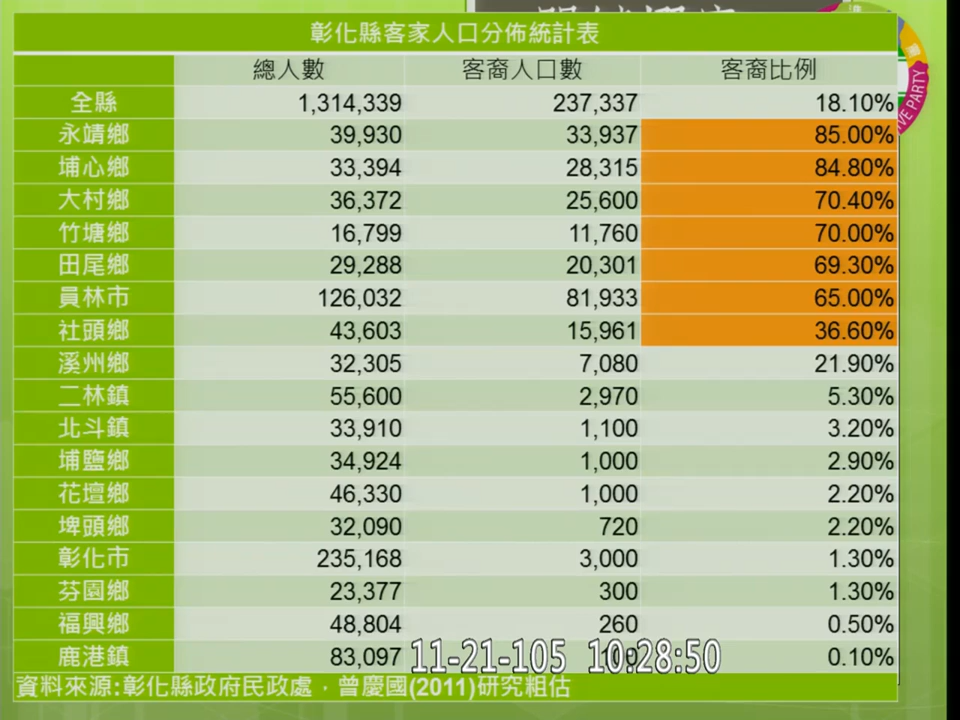 彰化縣客家人口分佈統計表
總人數 客裔人口數 客裔比例
全縣 1,314,339 237,337 18.10%
永靖鄉 39,930 33,937 85.00%
埔心鄉 33,394 28,315 84.80%
大村鄉 36,372 25,600 70.40%
竹塘鄉 16,799 11,760 70.00%
田尾鄉 29,288 20,301 69.30%
員林市 126,032 81,933 65.00%
社頭鄉 43,603 15,961 36.60%
溪州鄉 32,305 7,080 21.90%
二林鎮 55,600 2,970 5.30%
北斗鎮 33,910 1,100 3.20%
埔鹽鄉 34,924 1,000 2.90%
花壇鄉 46,330 1,000 2.20%
埤頭鄉 32,090 720 2.20%
彰化市 235,168 3,000 1.30%
芬園鄉 23,377 300 1.30%
福興鄉 48,804 260 0.50%
鹿港鎮 83,097 0.10%
11-21-105 10:28:50
資料來源:彰化縣政府民政處，曾慶國(2011)研究粗估
黨
VE PARTY